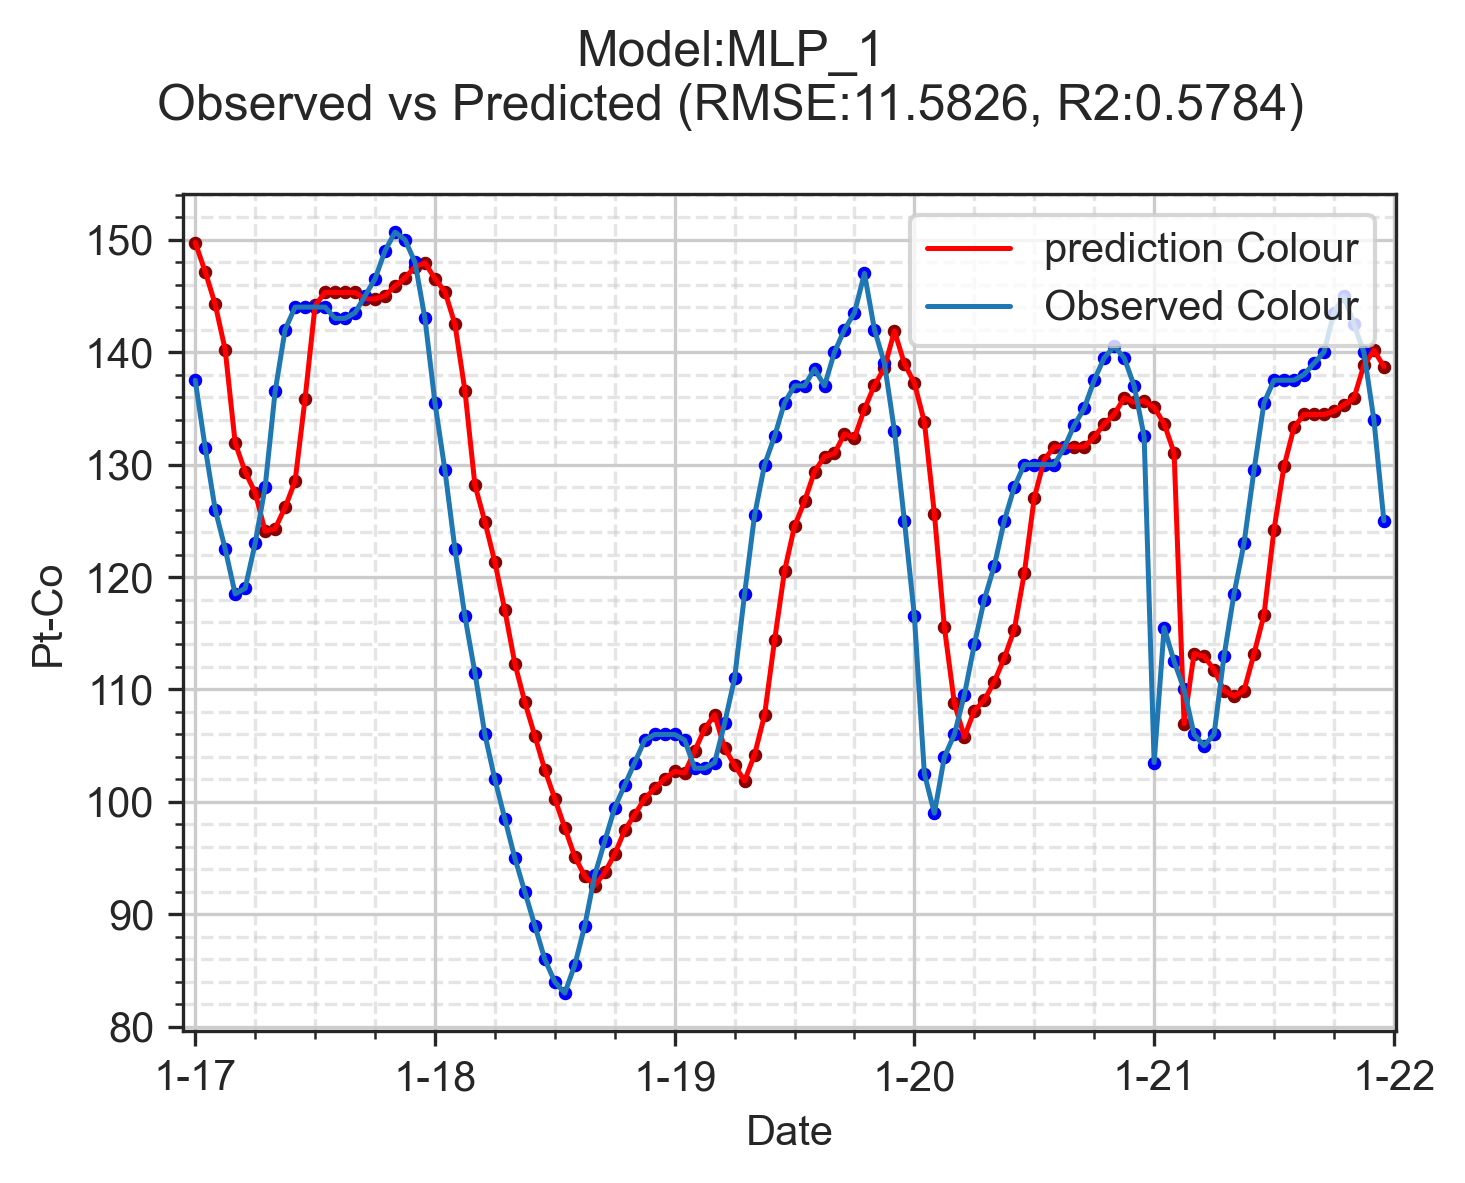 Model:MLP_1
Observed vs Predicted (RMSE:11.5826, R2:0.5784)
prediction Colour
Observed Colour
150
140
130
120
110
100
90
80
Pt-Co
1-17 1-18 1-19 1-20 1-21 1-22
Date